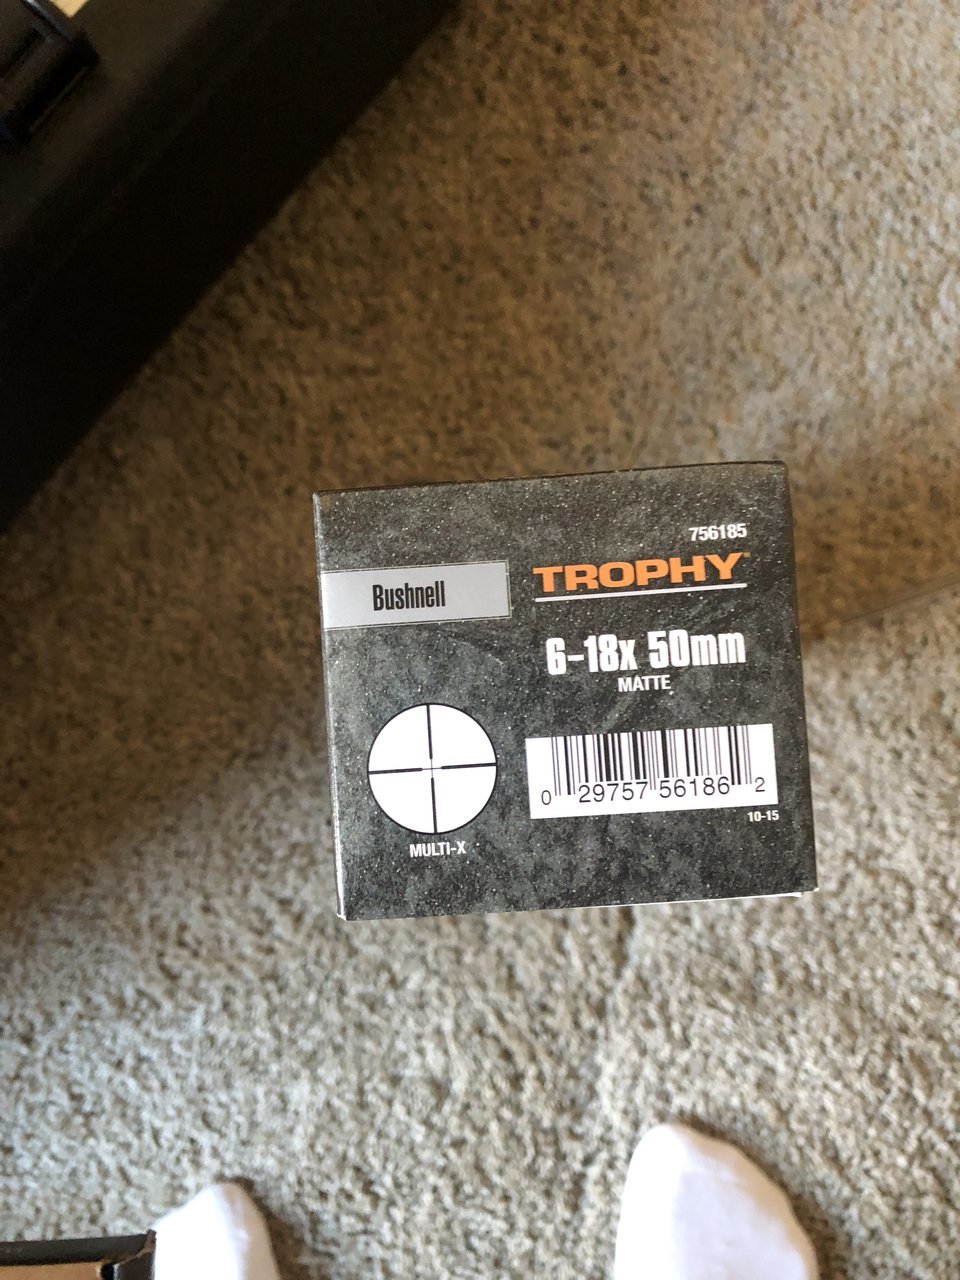 756185
Bushnell
TROPHY®
6-18x 50mm
MATTE
0 29757 56186 2
10-15
MULTI-X